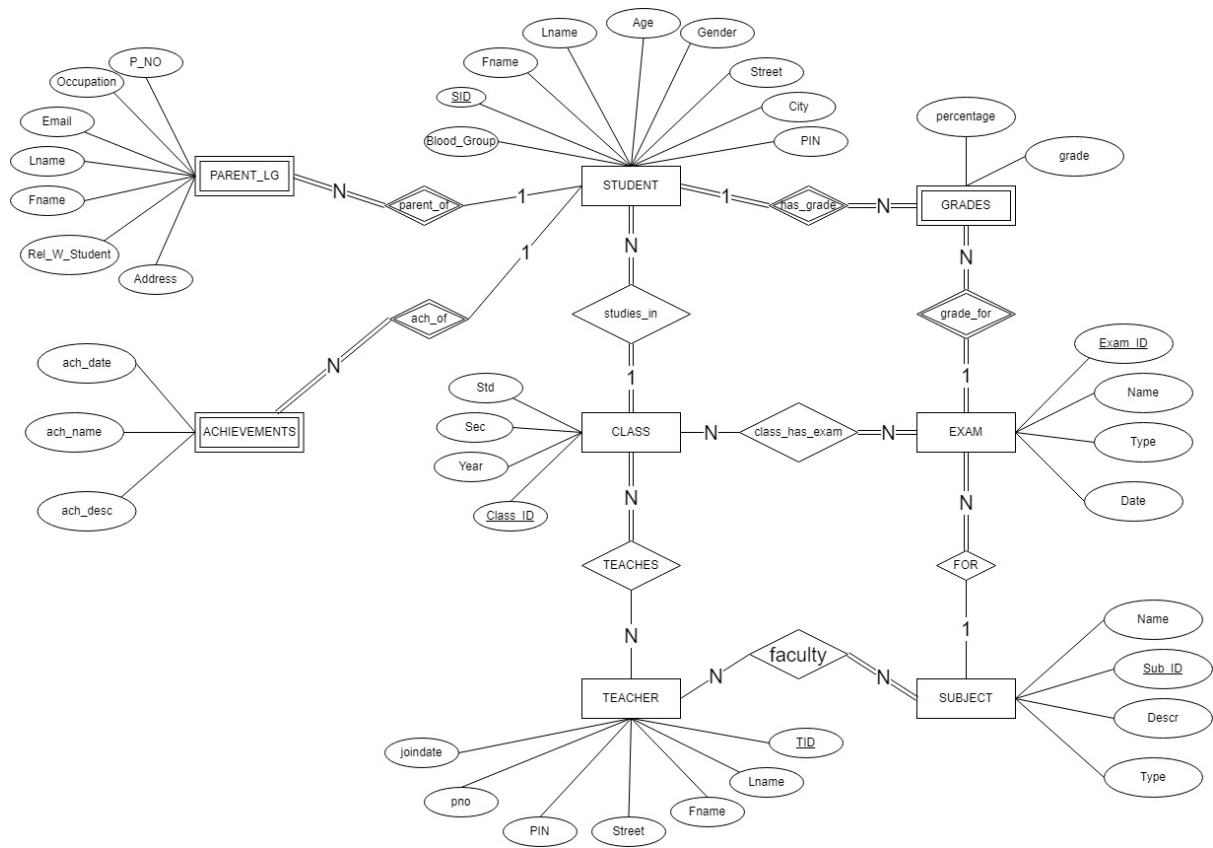 Age
Lname
Gender
P_NO
Fname
Street
Occupation
SID
City
percentage
Email
Blood_Group
PIN
grade
Lname
PARENT_LG
STUDENT
Fname
N
parent_of
1
1
has_grade
N
GRADES
Rel_W_Student
Address
1
N
N
ach_of
studies_in
grade_for
Exam_ID
ach_date
N
1
1
Std
Name
ach_name
ACHIEVEMENTS
Sec
CLASS
N
class_has_exam
N
EXAM
Type
Year
ach_desc
Class_ID
N
N
Date
TEACHES
FOR
N
1
Name
faculty
N
N
Sub_ID
TEACHER
SUBJECT
Descr
joindate
TID
Lname
Type
pno
Fname
PIN
Street